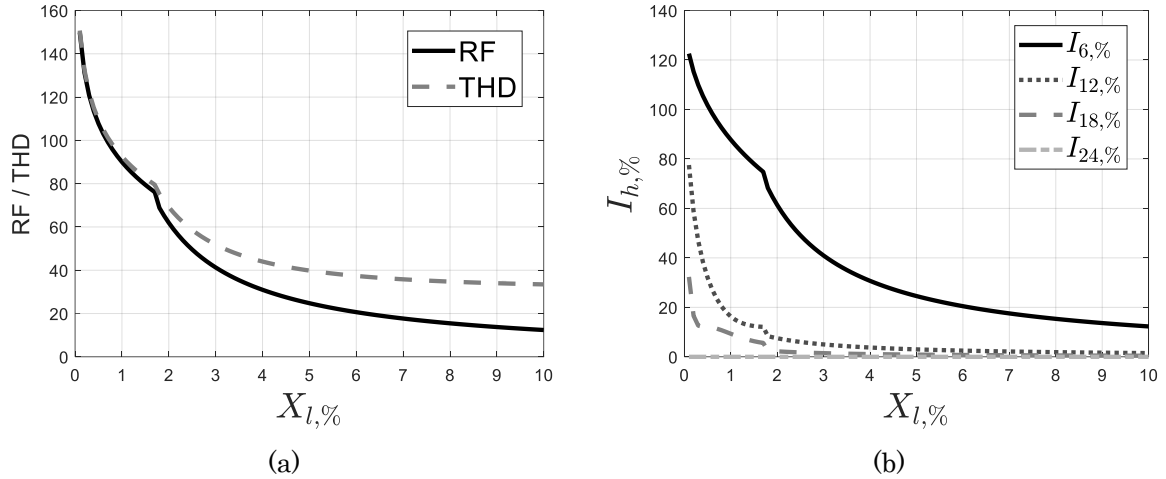 RF / THD
160
140
120
100
80
60
40
20
0
0 1 2 3 4 5 6 7 8 9 10
X_{l,%}
RF
THD
(a)
I_{h,%}
140
120
100
80
60
40
20
0
0 1 2 3 4 5 6 7 8 9 10
X_{l,%}
I_{6,%}
I_{12,%}
I_{18,%}
I_{24,%}
(b)